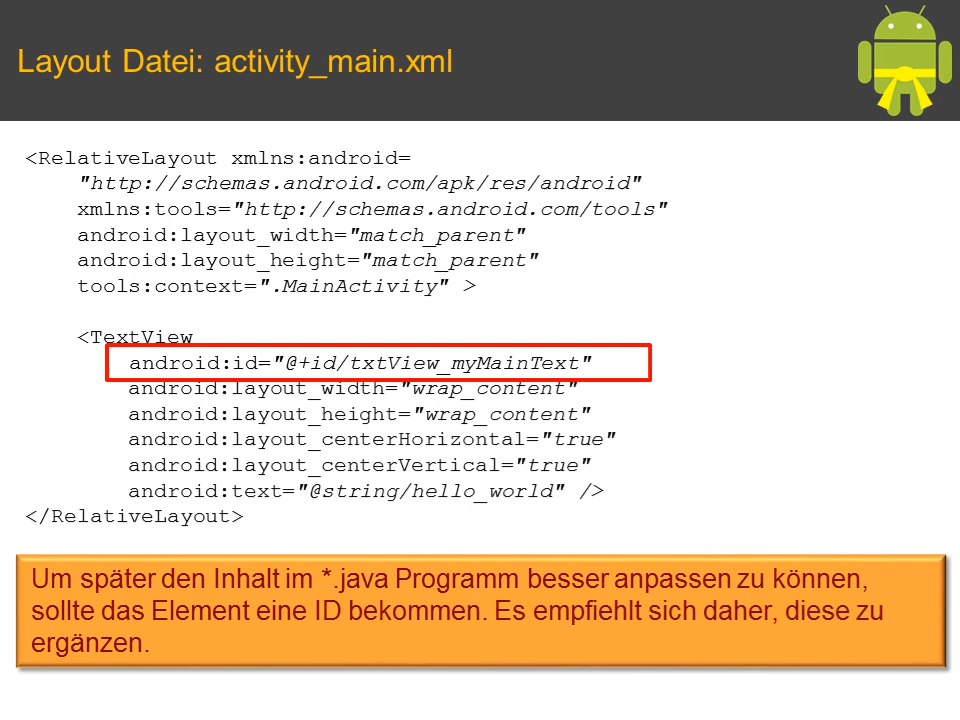 Layout Datei: activity_main.xml
<RelativeLayout xmlns:android=
"http://schemas.android.com/apk/res/android"
xmlns:tools="http://schemas.android.com/tools"
android:layout_width="match_parent"
android:layout_height="match_parent"
tools:context=".MainActivity" >
<TextView
android:id="@+id/txtView_myMainText"
android:layout_width="wrap_content"
android:layout_height="wrap_content"
android:layout_centerHorizontal="true"
android:layout_centerVertical="true"
android:text="@string/hello_world" />
</RelativeLayout>
Um später den Inhalt im *.java Programm besser anpassen zu können,
sollte das Element eine ID bekommen. Es empfiehlt sich daher, diese zu
ergänzen.